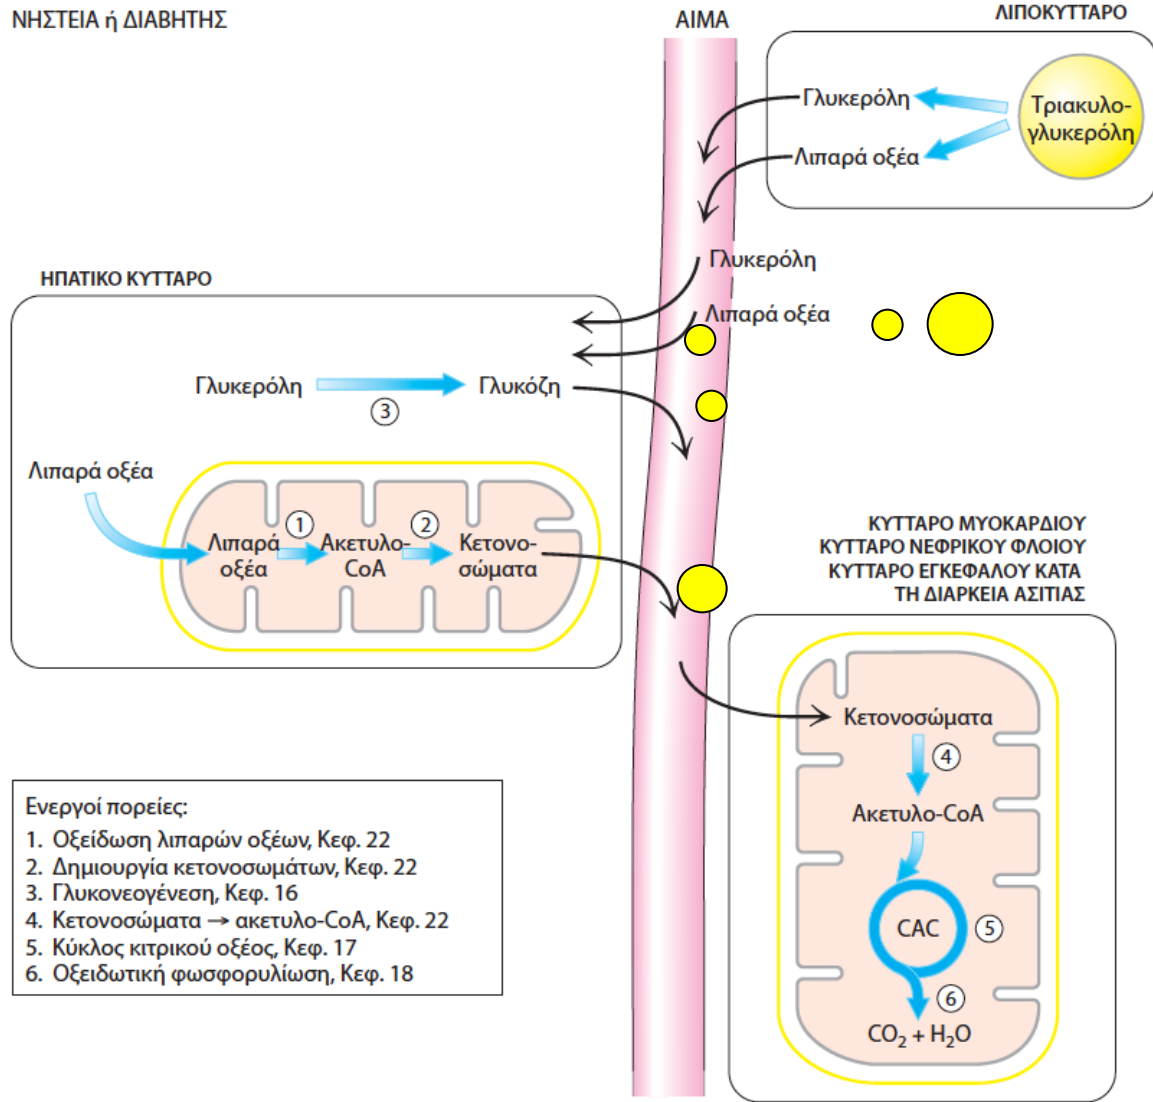 ΝΗΣΤΕΙΑ ή ΔΙΑΒΗΤΗΣ
ΑΙΜΑ
ΛΙΠΟΚΥΤΤΑΡΟ
Γλυκερόλη
Λιπαρά οξέα
Τριακυλο-
γλυκερόλη
Γλυκερόλη
Λιπαρά οξέα
ΗΠΑΤΙΚΟ ΚΥΤΤΑΡΟ
Γλυκερόλη
3
Γλυκόζη
Λιπαρά οξέα
Λιπαρά
οξέα
1
Ακετυλο-
CoA
2
Κετονο-
σώματα
ΚΥΤΤΑΡΟ ΜΥΟΚΑΡΔΙΟΥ
ΚΥΤΤΑΡΟ ΝΕΦΡΙΚΟΥ ΦΛΟΙΟΥ
ΚΥΤΤΑΡΟ ΕΓΚΕΦΑΛΟΥ ΚΑΤΑ
ΤΗ ΔΙΑΡΚΕΙΑ ΑΣΙΤΙΑΣ
Κετονοσώματα
4
Ακετυλο-CoA
CAC
5
6
CO₂ + H₂O
Ενεργοί πορείες:
1. Οξείδωση λιπαρών οξέων, Κεφ. 22
2. Δημιουργία κετονοσωμάτων, Κεφ. 22
3. Γλυκονεογένεση, Κεφ. 16
4. Κετονοσώματα → ακετυλο-CoA, Κεφ. 22
5. Κύκλος κιτρικού οξέος, Κεφ. 17
6. Οξειδωτική φωσφορυλίωση, Κεφ. 18